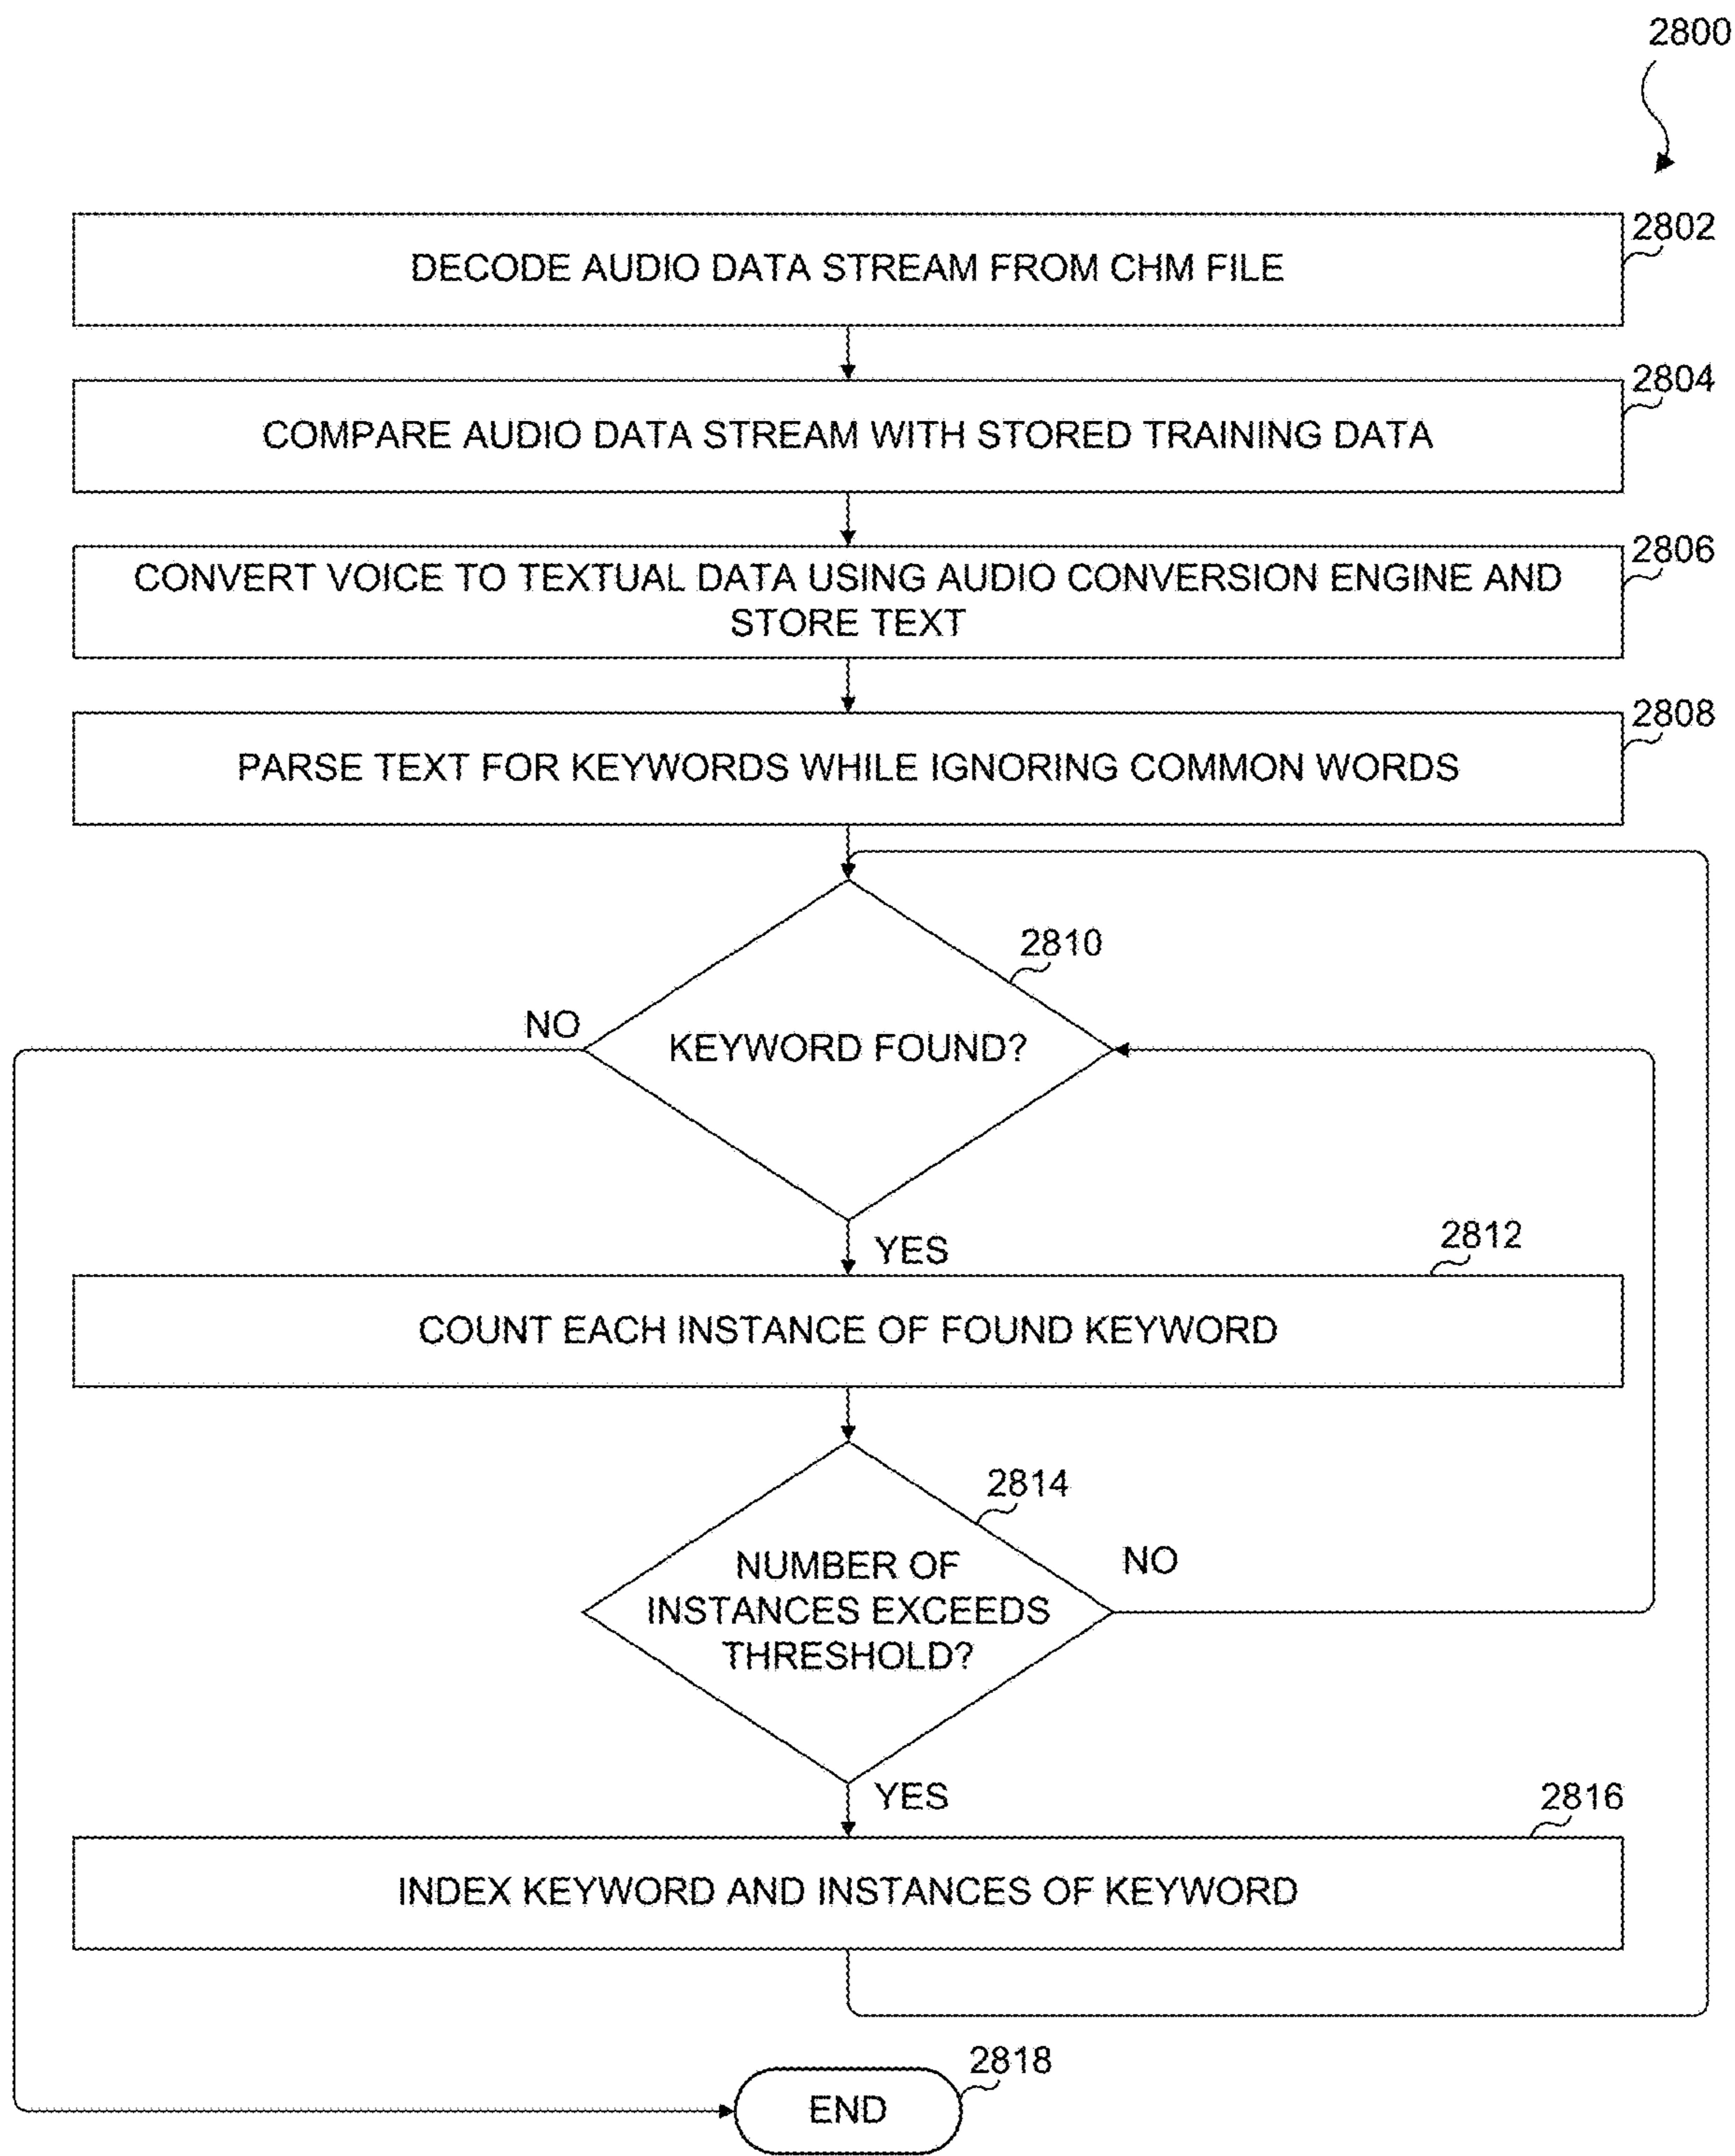 2800
2802
DECODE AUDIO DATA STREAM FROM CHM FILE
2804
COMPARE AUDIO DATA STREAM WITH STORED TRAINING DATA
2806
CONVERT VOICE TO TEXTUAL DATA USING AUDIO CONVERSION ENGINE AND
STORE TEXT
2808
PARSE TEXT FOR KEYWORDS WHILE IGNORING COMMON WORDS
2810
NO
KEYWORD FOUND?
YES
2812
COUNT EACH INSTANCE OF FOUND KEYWORD
2814
NO
NUMBER OF
INSTANCES EXCEEDS
THRESHOLD?
YES
2816
INDEX KEYWORD AND INSTANCES OF KEYWORD
2818
END